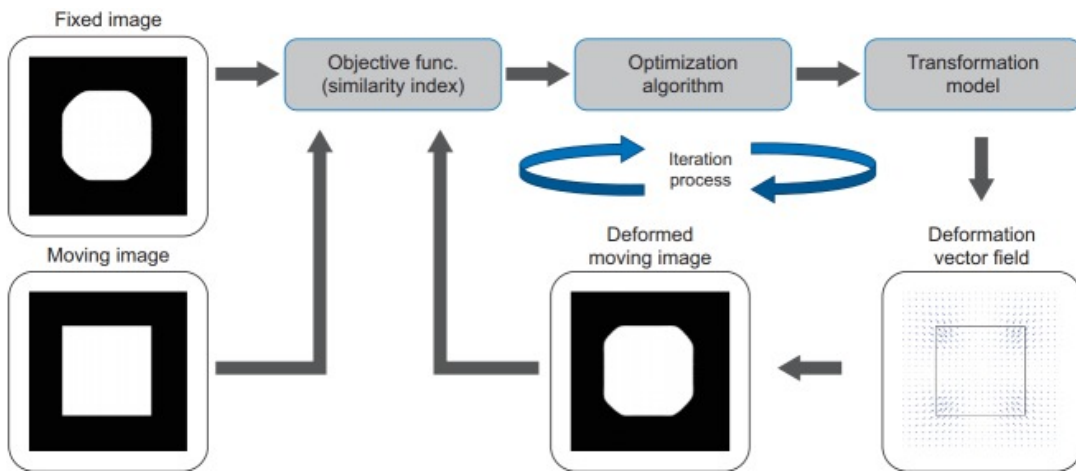 Fixed image
Objective func.
(similarity index)
Optimization
algorithm
Transformation
model
Iteration
process
Moving image
Deformed
moving image
Deformation
vector field